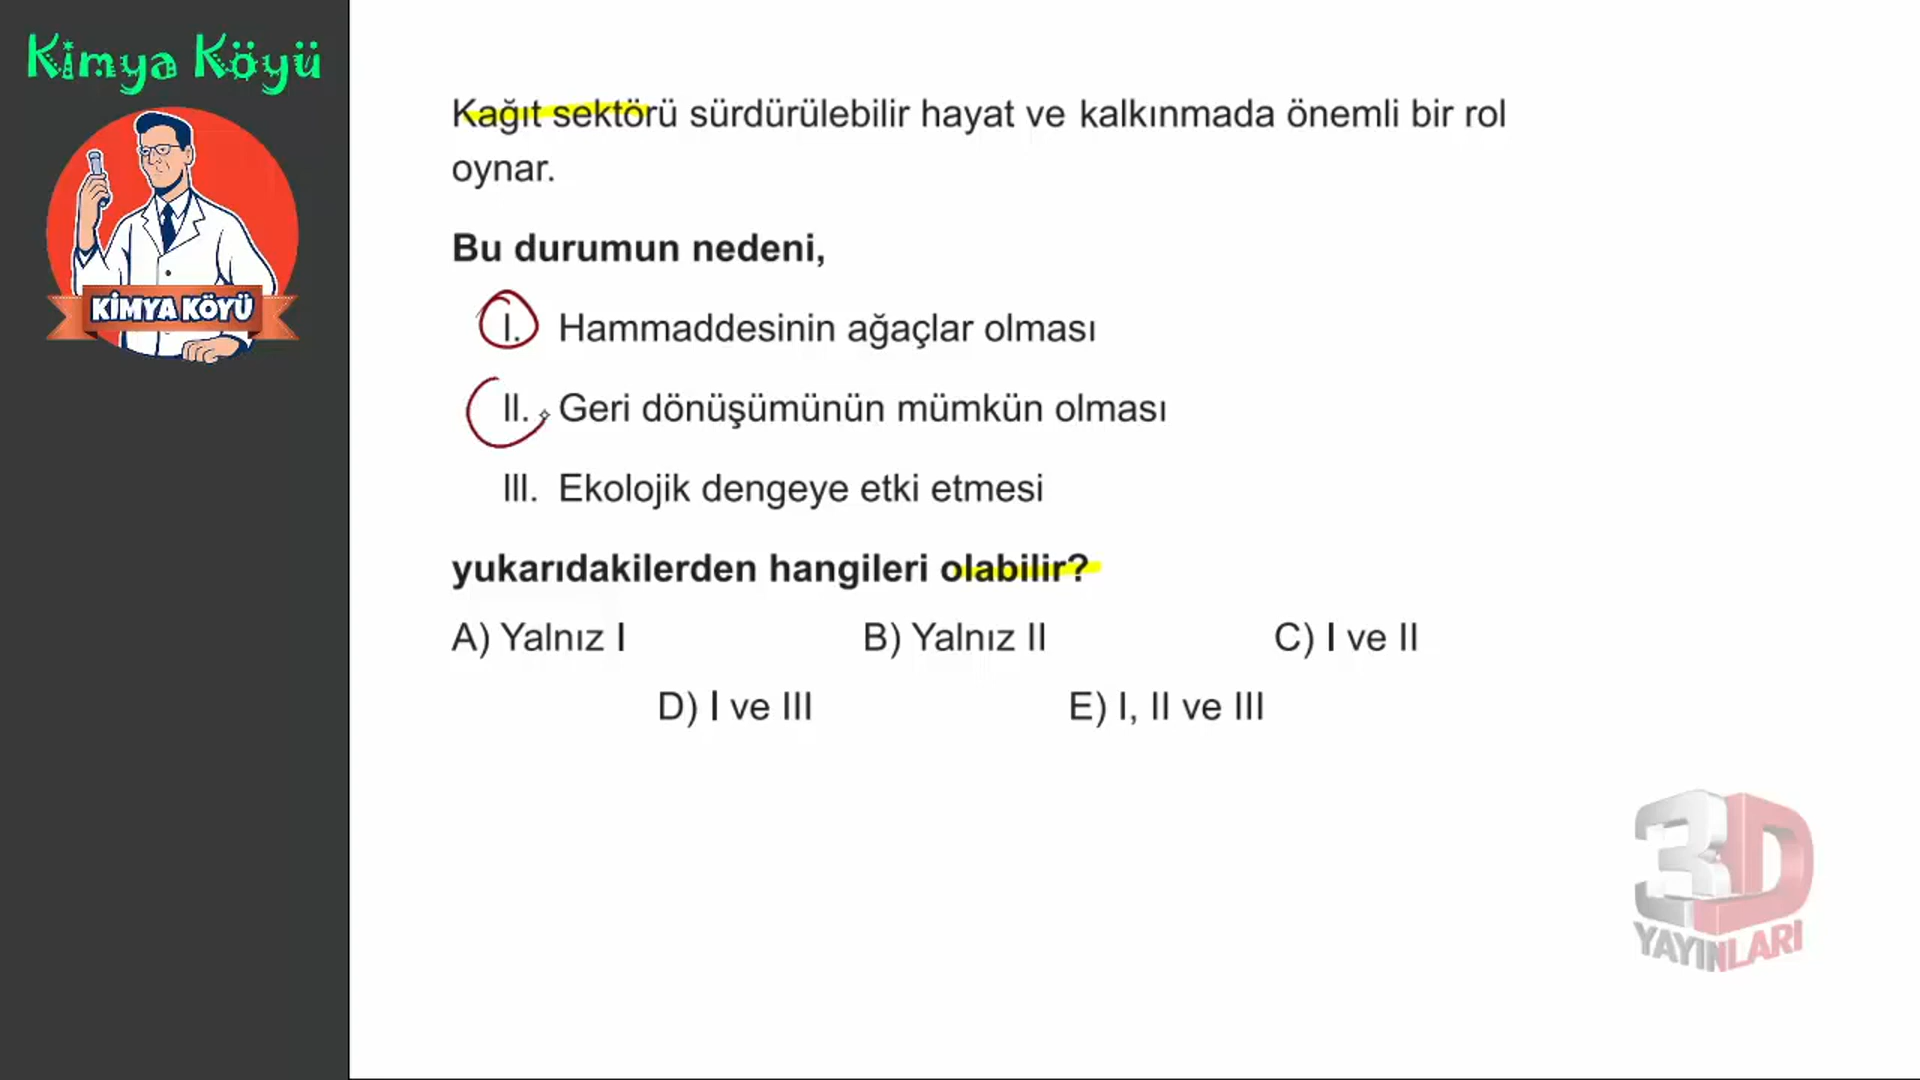 Kimya Köyü
KİMYA KÖYÜ
Kağıt sektörü sürdürülebilir hayat ve kalkınmada önemli bir rol
oynar.
Bu durumun nedeni,
I. Hammaddesinin ağaçlar olması
II. Geri dönüşümünün mümkün olması
III. Ekolojik dengeye etki etmesi
yukarıdakilerden hangileri olabilir?
A) Yalnız I B) Yalnız II C) I ve II
D) I ve III E) I, II ve III
3D
YAYINLARI